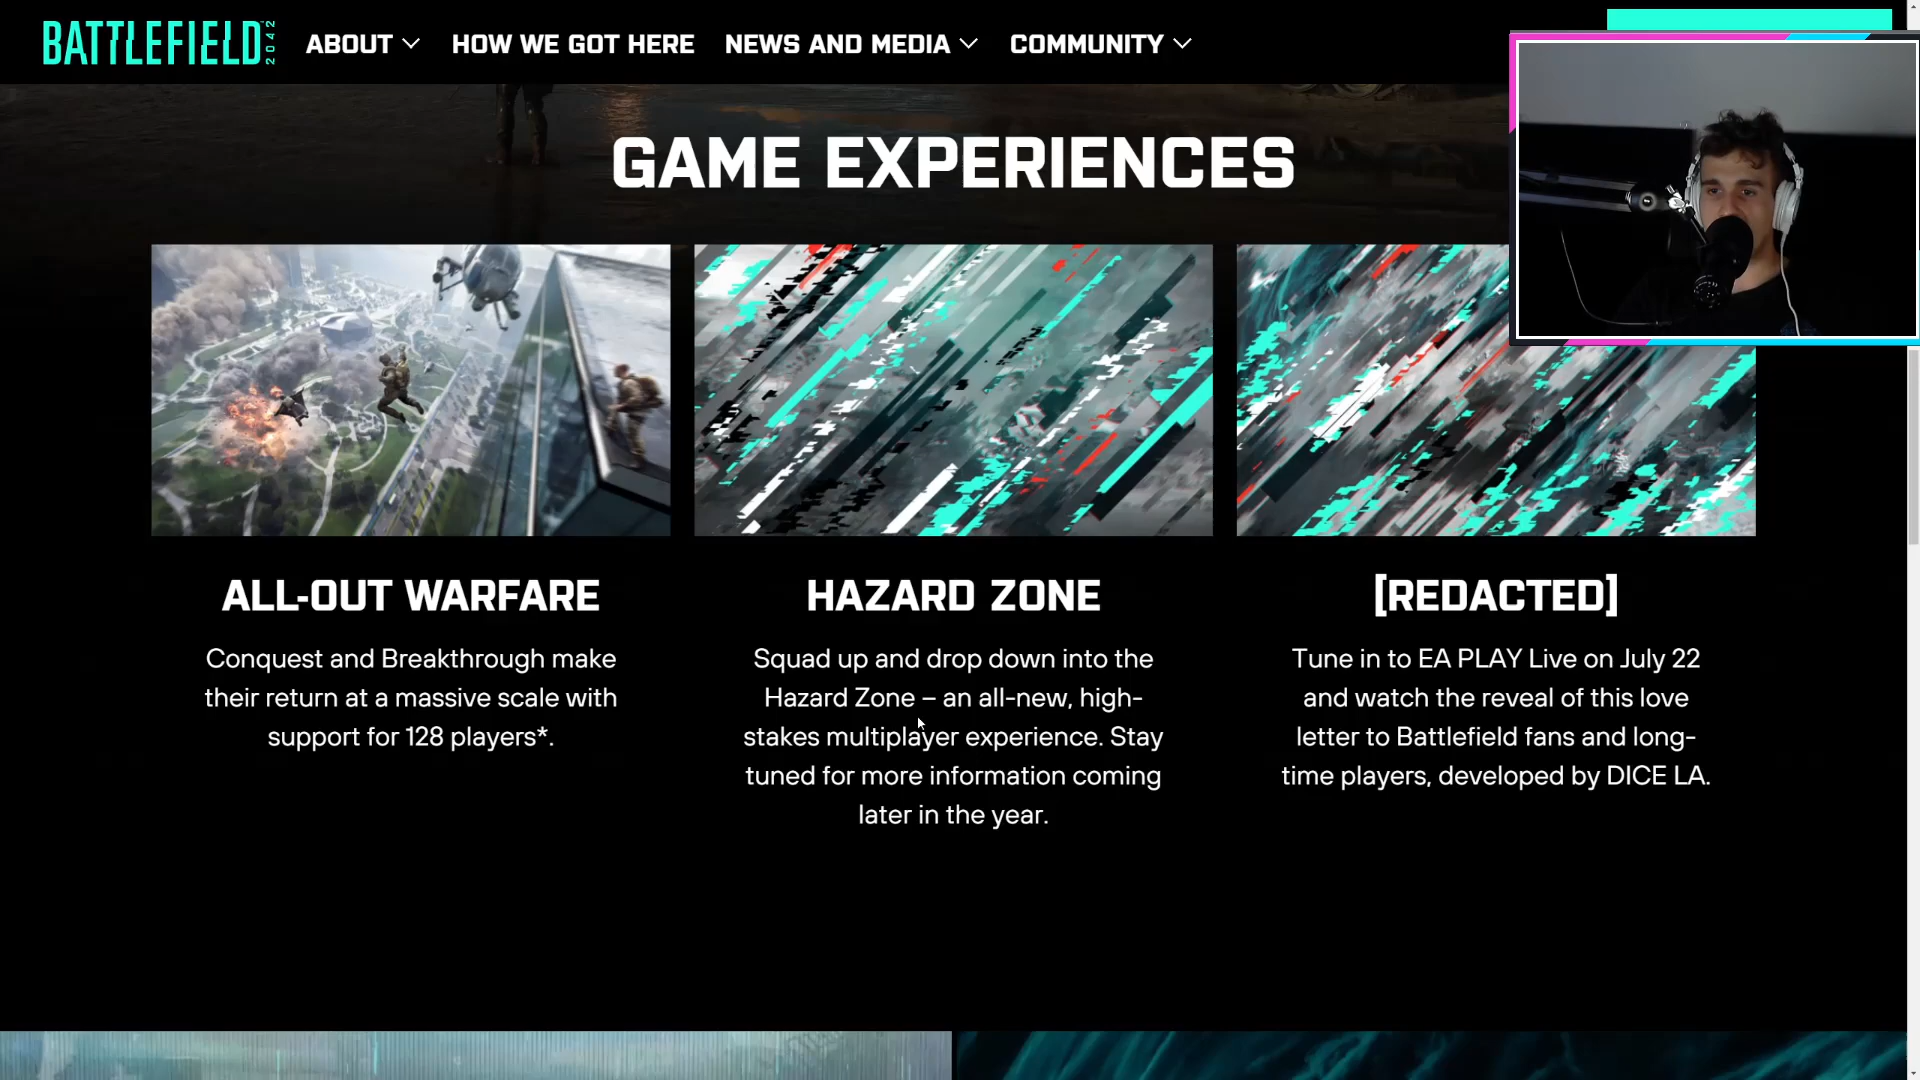 BATTLEFIELD 2042
ABOUT
HOW WE GOT HERE
NEWS AND MEDIA
COMMUNITY
GAME EXPERIENCES
ALL-OUT WARFARE
Conquest and Breakthrough make
their return at a massive scale with
support for 128 players*.
HAZARD ZONE
Squad up and drop down into the
Hazard Zone – an all-new, high-
stakes multiplayer experience. Stay
tuned for more information coming
later in the year.
[REDACTED]
Tune in to EA PLAY Live on July 22
and watch the reveal of this love
letter to Battlefield fans and long-
time players, developed by DICE LA.